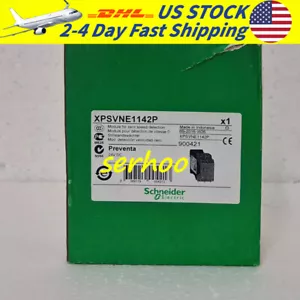 DHL
US STOCK
2-4 Day Fast Shipping
XPSVNE1142P
x1
Module for zero speed detection
Made in Indonesia
XPSVNE1142P
900421
Preventa
serhoo
Schneider
Electric